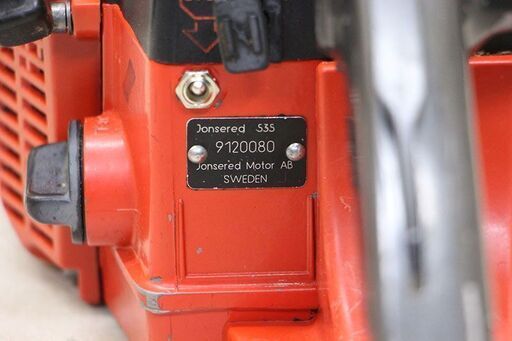 Jonsered 535
9120080
Jonsered Motor AB
SWEDEN